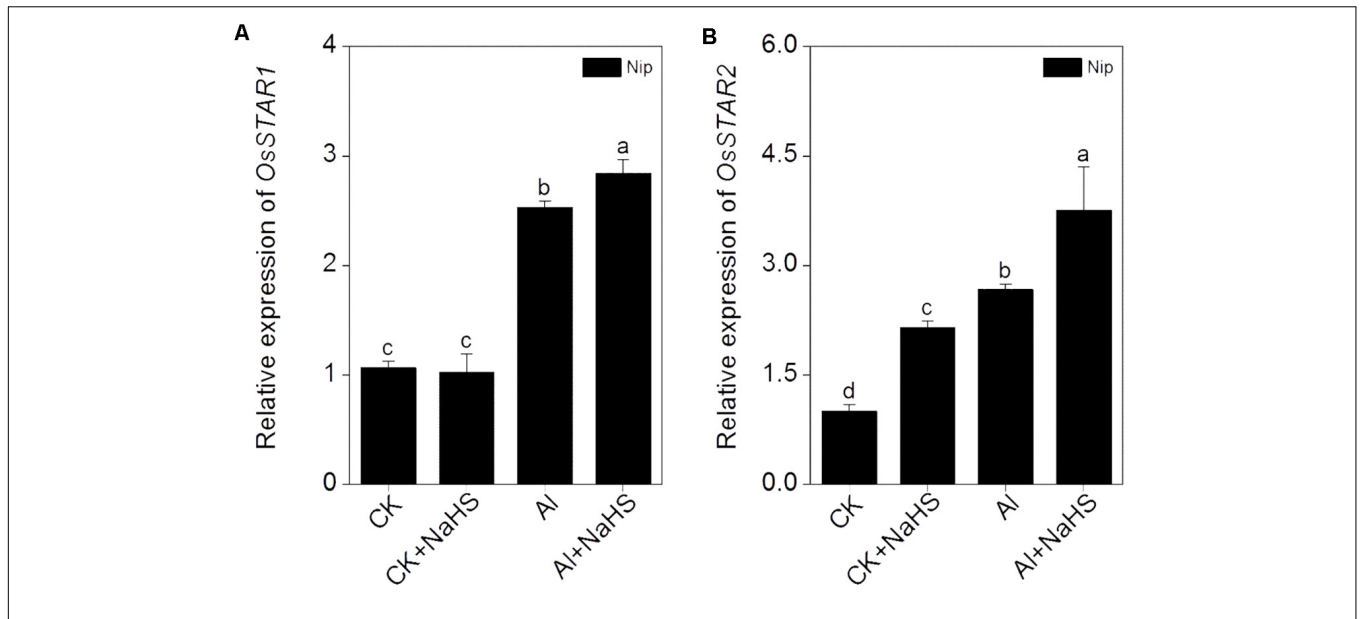 A
Relative expression of OsSTAR1
4
3
2
1
0
Nip
c
c
b
a
CK
CK+NaHS
Al
Al+NaHS
B
Relative expression of OsSTAR2
6.0
4.5
3.0
1.5
0.0
Nip
d
c
b
a
CK
CK+NaHS
Al
Al+NaHS